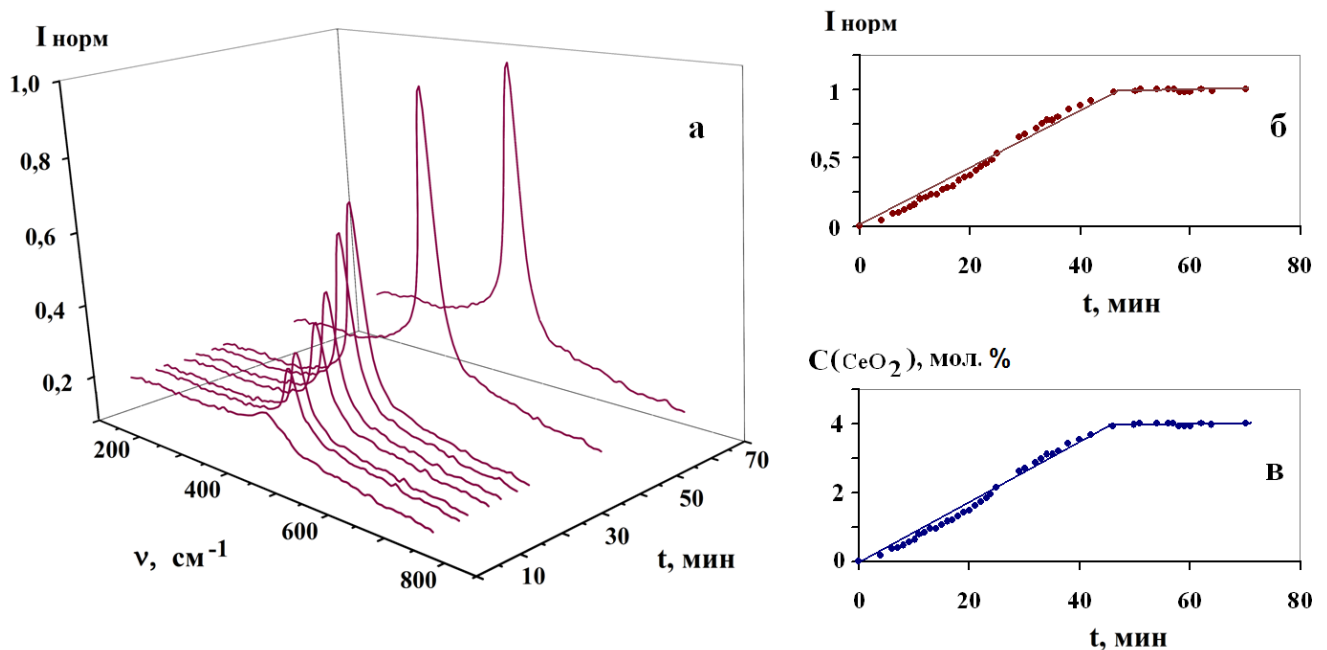 I норм
1,0
0,8
0,6
0,4
0,2
а
200
400
600
800
ν, см⁻¹
10
30
50
70
t, мин
I норм
1
0,5
0
б
0 20 40 60 80
t, мин
C(CeO₂), мол. %
4
2
0
в
0 20 40 60 80
t, мин